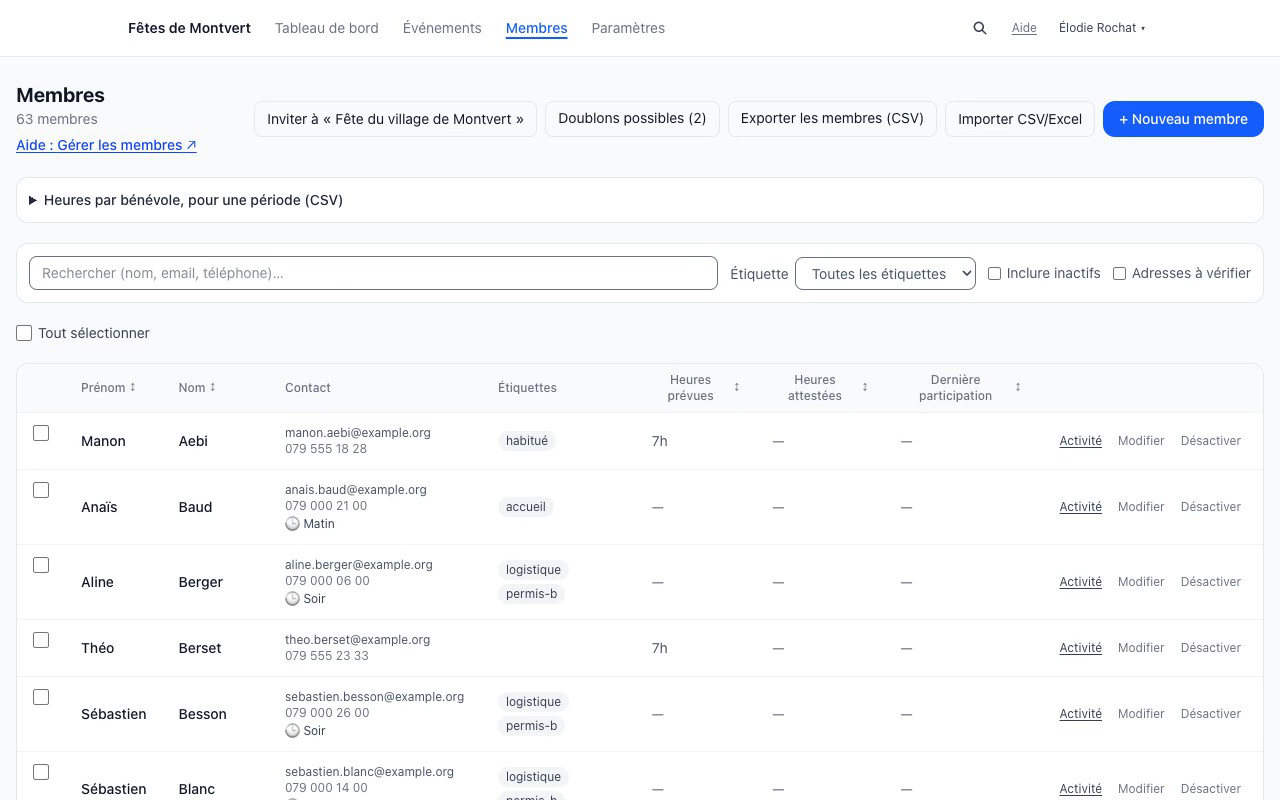 Fêtes de Montvert Tableau de bord Événements Membres Paramètres Aide Élodie Rochat ▾
Membres
63 membres
Aide : Gérer les membres ↗
Inviter à « Fête du village de Montvert » Doublons possibles (2) Exporter les membres (CSV) Importer CSV/Excel + Nouveau membre
▶ Heures par bénévole, pour une période (CSV)
Rechercher (nom, email, téléphone)... Étiquette Toutes les étiquettes Inclure inactifs Adresses à vérifier
Tout sélectionner
Prénom ↕ Nom ↕ Contact Étiquettes Heures prévues ↕ Heures attestées ↕ Dernière participation ↕
Manon Aebi manon.aebi@example.org habitué 7h — — Activité Modifier Désactiver
079 555 18 28
Anaïs Baud anais.baud@example.org accueil — — — Activité Modifier Désactiver
079 000 21 00
Matin
Aline Berger aline.berger@example.org logistique — — — Activité Modifier Désactiver
079 000 06 00 permis-b
Soir
Théo Berset theo.berset@example.org 7h — — Activité Modifier Désactiver
079 555 23 33
Sébastien Besson sebastien.besson@example.org logistique — — — Activité Modifier Désactiver
079 000 26 00 permis-b
Soir
Sébastien Blanc sebastien.blanc@example.org logistique — — — Activité Modifier Désactiver
079 000 14 00 permis-b